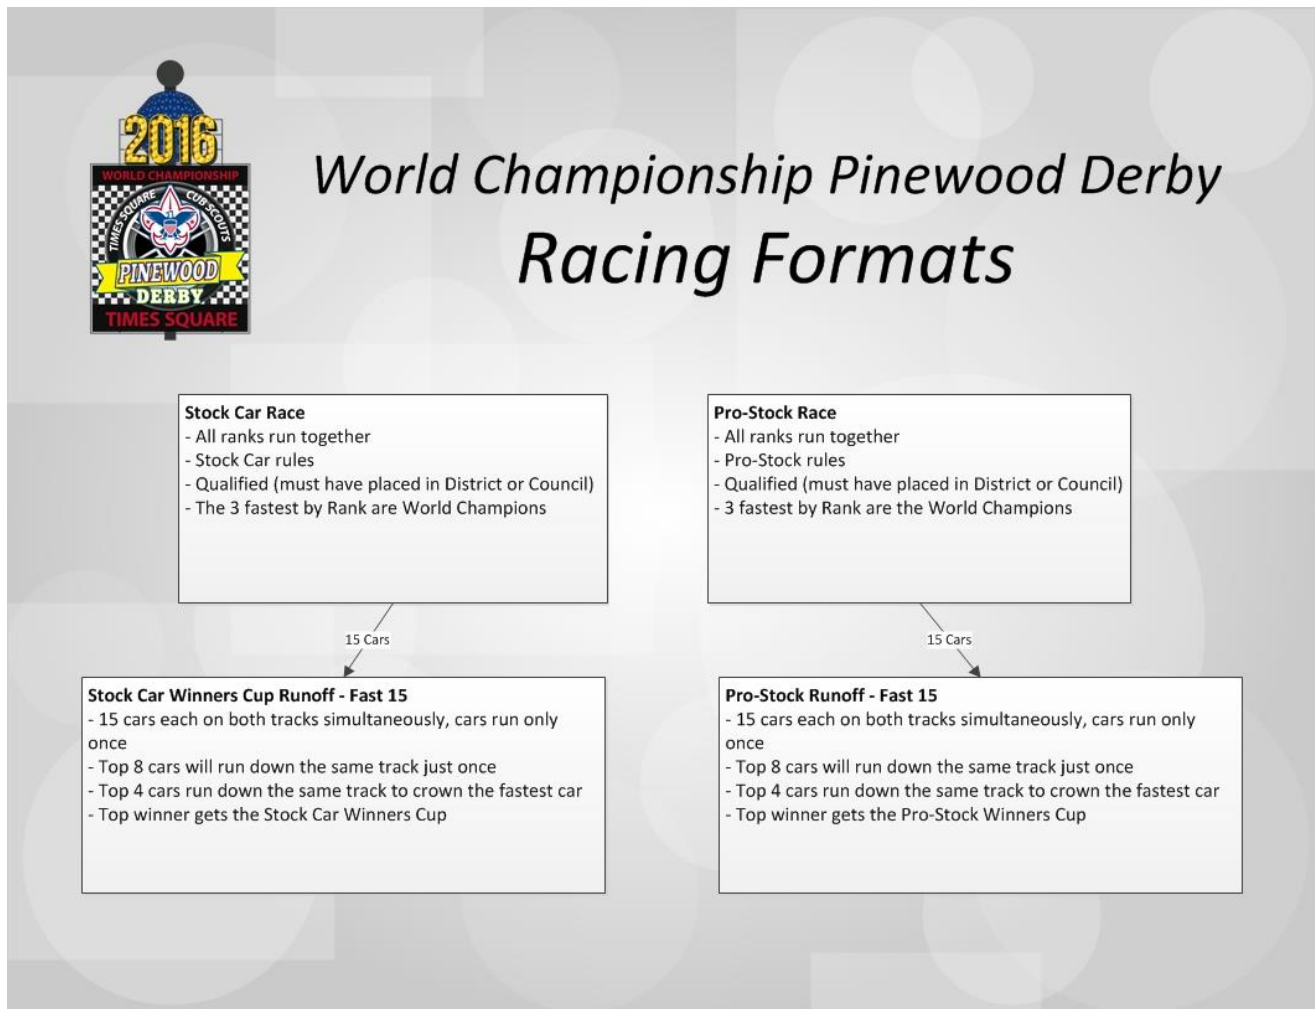 2016
WORLD CHAMPIONSHIP
TIMES SQUARE CUB SCOUTS
PINEWOOD
DERBY
TIMES SQUARE
World Championship Pinewood Derby
Racing Formats
Stock Car Race
- All ranks run together
- Stock Car rules
- Qualified (must have placed in District or Council)
- The 3 fastest by Rank are World Champions
Pro-Stock Race
- All ranks run together
- Pro-Stock rules
- Qualified (must have placed in District or Council)
- 3 fastest by Rank are the World Champions
15 Cars
15 Cars
Stock Car Winners Cup Runoff - Fast 15
- 15 cars each on both tracks simultaneously, cars run only
once
- Top 8 cars will run down the same track just once
- Top 4 cars run down the same track to crown the fastest car
- Top winner gets the Stock Car Winners Cup
Pro-Stock Runoff - Fast 15
- 15 cars each on both tracks simultaneously, cars run only
once
- Top 8 cars will run down the same track just once
- Top 4 cars run down the same track to crown the fastest car
- Top winner gets the Pro-Stock Winners Cup